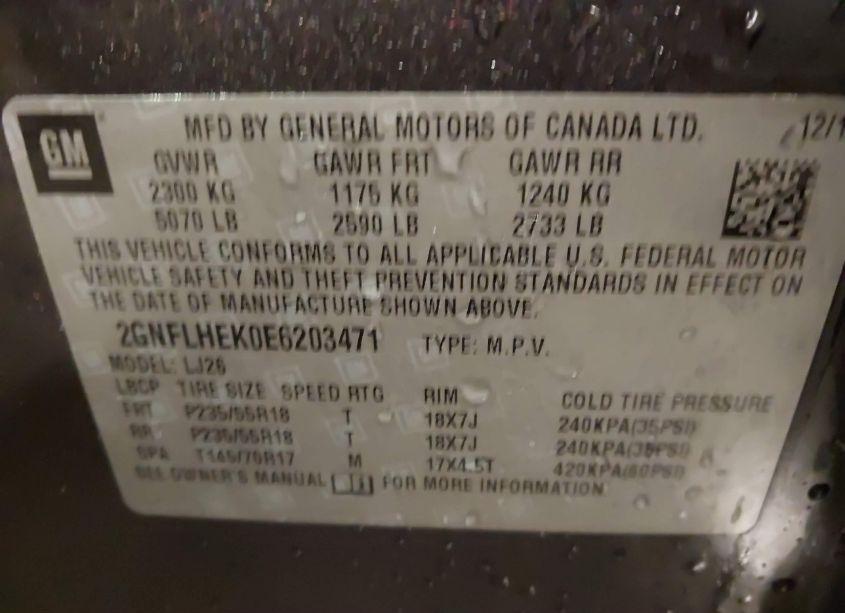 GM
MFD BY GENERAL MOTORS OF CANADA LTD. 12/1
GVWR GAWR FRT GAWR RR
2300 KG 1175 KG 1240 KG
5070 LB 2590 LB 2733 LB
THIS VEHICLE CONFORMS TO ALL APPLICABLE U.S. FEDERAL MOTOR
VEHICLE SAFETY AND THEFT PREVENTION STANDARDS IN EFFECT ON
THE DATE OF MANUFACTURE SHOWN ABOVE.
2GNFLHEK0E6203471 TYPE: M.P.V.
MODEL: LJ26
TIRE SIZE SPEED RTG RIM COLD TIRE PRESSURE
FRT P235/55R18 T 18X7J 240KPA(35PSI)
RR P235/55R18 T 18X7J 240KPA(35PSI)
SPA T145/70R17 M 17X4.5T 420KPA(60PSI)
SEE OWNER'S MANUAL FOR MORE INFORMATION